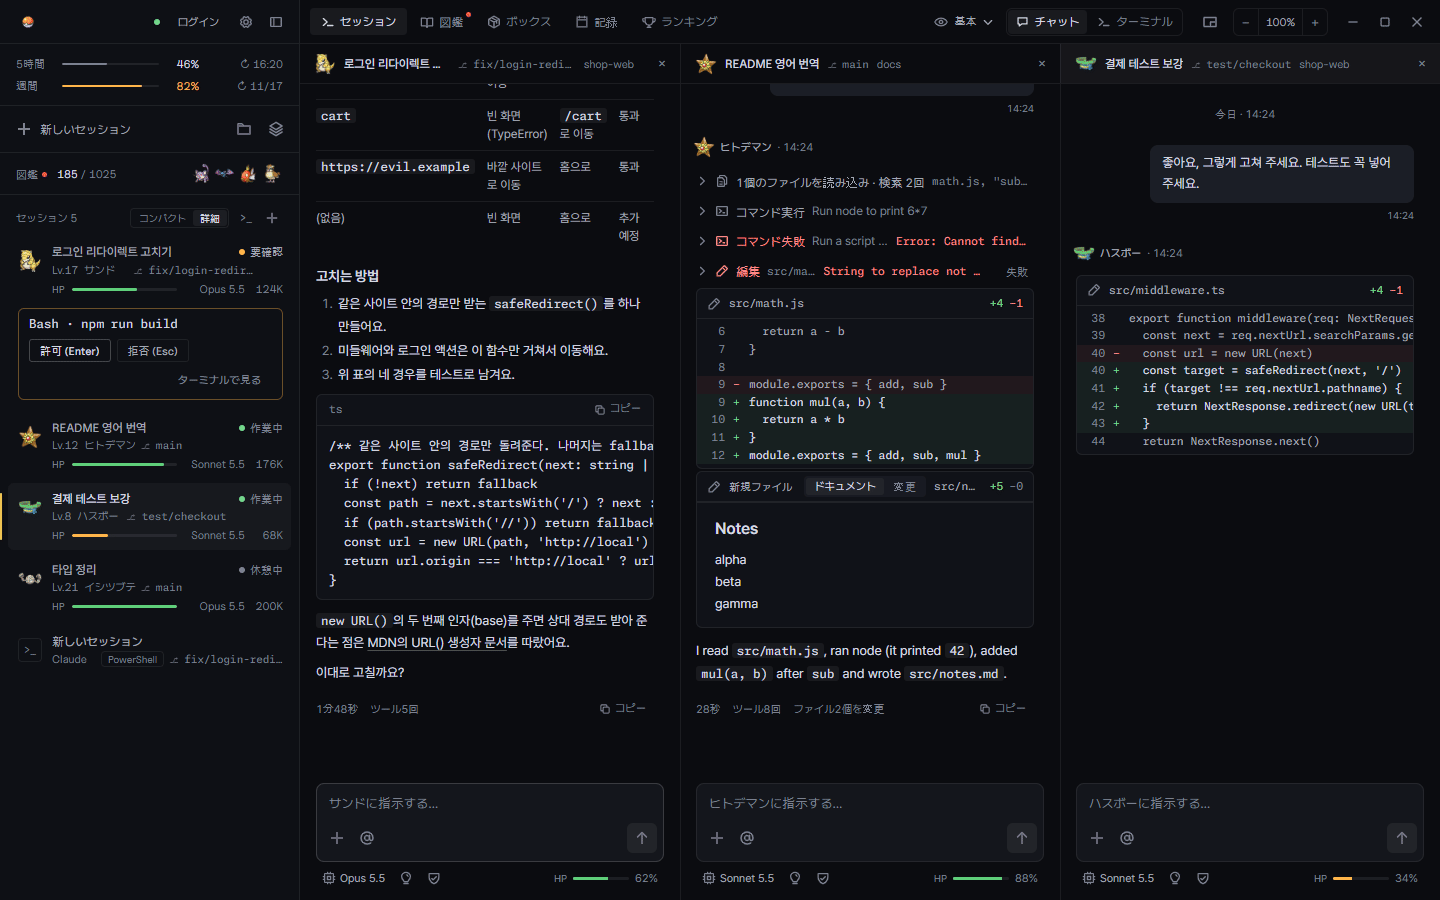 ログイン
セッション
図鑑
ボックス
記録
ランキング
基本
チャット
ターミナル
− 100% +
5時間 46% 16:20
週間 82% 11/17
新しいセッション
図鑑 185 / 1025
セッション 5 コンパクト 詳細
로그인 리다이렉트 고치기 要確認
Lv.17 サンド fix/login-redir…
HP Opus 5.5 124K
Bash · npm run build
許可 (Enter) 拒否 (Esc)
ターミナルで見る
README 영어 번역 作業中
Lv.12 ヒトデマン main
HP Sonnet 5.5 176K
결제 테스트 보강 作業中
Lv.8 ハスボー test/checkout
HP Sonnet 5.5 68K
타입 정리 休憩中
Lv.21 イシツブテ main
HP Opus 5.5 200K
新しいセッション
Claude PowerShell fix/login-redi…
로그인 리다이렉트 … fix/login-redi… shop-web ×
cart 빈 화면 (TypeError) /cart 로 이동 통과
https://evil.example 바깥 사이트로 이동 홈으로 통과
(없음) 빈 화면 홈으로 추가 예정
고치는 방법
1. 같은 사이트 안의 경로만 받는 safeRedirect() 를 하나
만들어요.
2. 미들웨어와 로그인 액션은 이 함수만 거쳐서 이동해요.
3. 위 표의 네 경우를 테스트로 남겨요.
ts コピー
/** 같은 사이트 안의 경로만 돌려준다. 나머지는 fallba
export function safeRedirect(next: string |
if (!next) return fallback
const path = next.startsWith('/') ? next :
if (path.startsWith('//')) return fallback
const url = new URL(path, 'http://local')
return url.origin === 'http://local' ? url
}
new URL() 의 두 번째 인자(base)를 주면 상대 경로도 받아 준
다는 점은 MDN의 URL() 생성자 문서를 따랐어요.
이대로 고칠까요?
1分48秒 ツール5回 コピー
サンドに指示する…
Opus 5.5 HP 62%
README 영어 번역 main docs ×
14:24
ヒトデマン · 14:24
1個のファイルを読み込み · 検索 2回 math.js, "sub…
コマンド実行 Run node to print 6*7
コマンド失敗 Run a script … Error: Cannot find…
編集 src/ma… String to replace not … 失敗
src/math.js +4 −1
6 return a - b
7 }
8
9 − module.exports = { add, sub }
9 + function mul(a, b) {
10 + return a * b
11 + }
12 + module.exports = { add, sub, mul }
新規ファイル ドキュメント 変更 src/n… +5 −0
Notes
alpha
beta
gamma
I read src/math.js , ran node (it printed 42 ), added
mul(a, b) after sub and wrote src/notes.md .
28秒 ツール8回 ファイル2個を変更 コピー
ヒトデマンに指示する…
Sonnet 5.5 HP 88%
결제 테스트 보강 test/checkout shop-web ×
今日 · 14:24
좋아요, 그렇게 고쳐 주세요. 테스트도 꼭 넣어
주세요.
14:24
ハスボー · 14:24
src/middleware.ts +4 −1
38 export function middleware(req: NextReques
39 const next = req.nextUrl.searchParams.ge
40 − const url = new URL(next)
40 + const target = safeRedirect(next, '/')
41 + if (target !== req.nextUrl.pathname) {
42 + return NextResponse.redirect(new URL(t
43 + }
44 return NextResponse.next()
ハスボーに指示する…
Sonnet 5.5 HP 34%